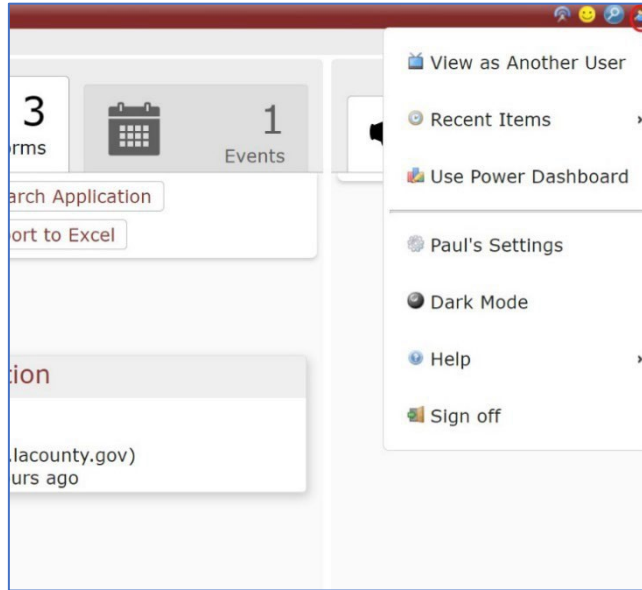 3
rms
1
Events
arch Application
ort to Excel
tion
.lacounty.gov)
urs ago
View as Another User
Recent Items
Use Power Dashboard
Paul's Settings
Dark Mode
Help
Sign off